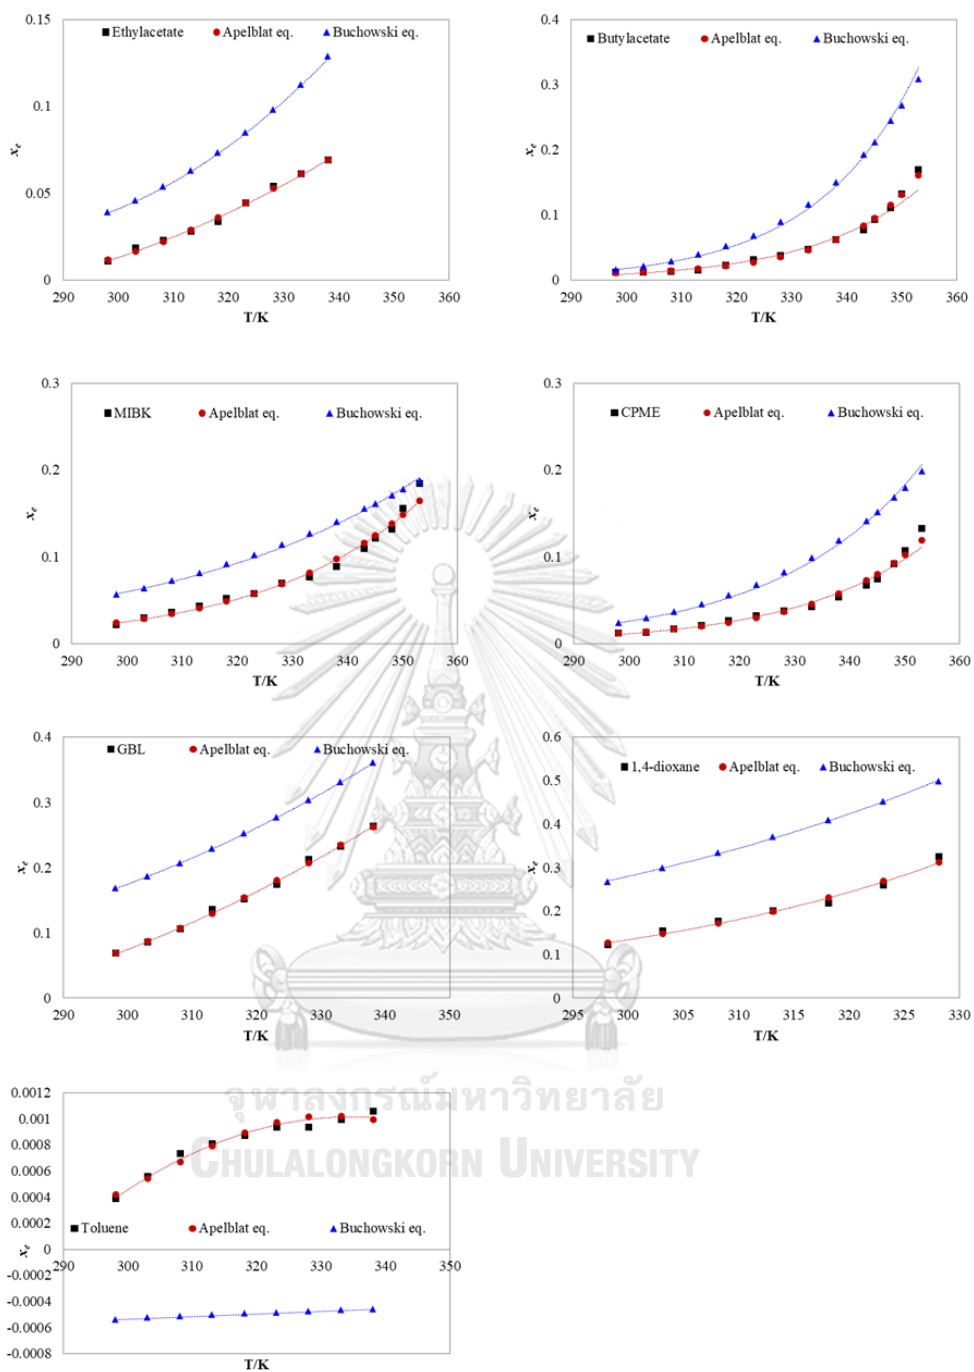 Ethylacetate Apelblat eq. Buchowski eq.
0.15
0.1
0.05
0
xe
290 300 310 320 330 340 350 360
T/K
Butylacetate Apelblat eq. Buchowski eq.
0.4
0.3
0.2
0.1
0
xe
290 300 310 320 330 340 350 360
T/K
MIBK Apelblat eq. Buchowski eq.
0.3
0.2
0.1
0
xe
290 300 310 320 330 340 350 360
T/K
CPME Apelblat eq. Buchowski eq.
0.3
0.2
0.1
0
xe
290 300 310 320 330 340 350 360
T/K
GBL Apelblat eq. Buchowski eq.
0.4
0.3
0.2
0.1
0
xe
290 300 310 320 330 340 350
T/K
1,4-dioxane Apelblat eq. Buchowski eq.
0.6
0.5
0.4
0.3
0.2
0.1
0
xe
295 300 305 310 315 320 325 330
T/K
จุฬาลงกรณ์มหาวิทยาลัย
CHULALONGKORN UNIVERSITY
0.0012
0.001
0.0008
0.0006
0.0004
0.0002
Toluene Apelblat eq. Buchowski eq.
0
xe
290 300 310 320 330 340 350
-0.0002
-0.0004
-0.0006
-0.0008
T/K